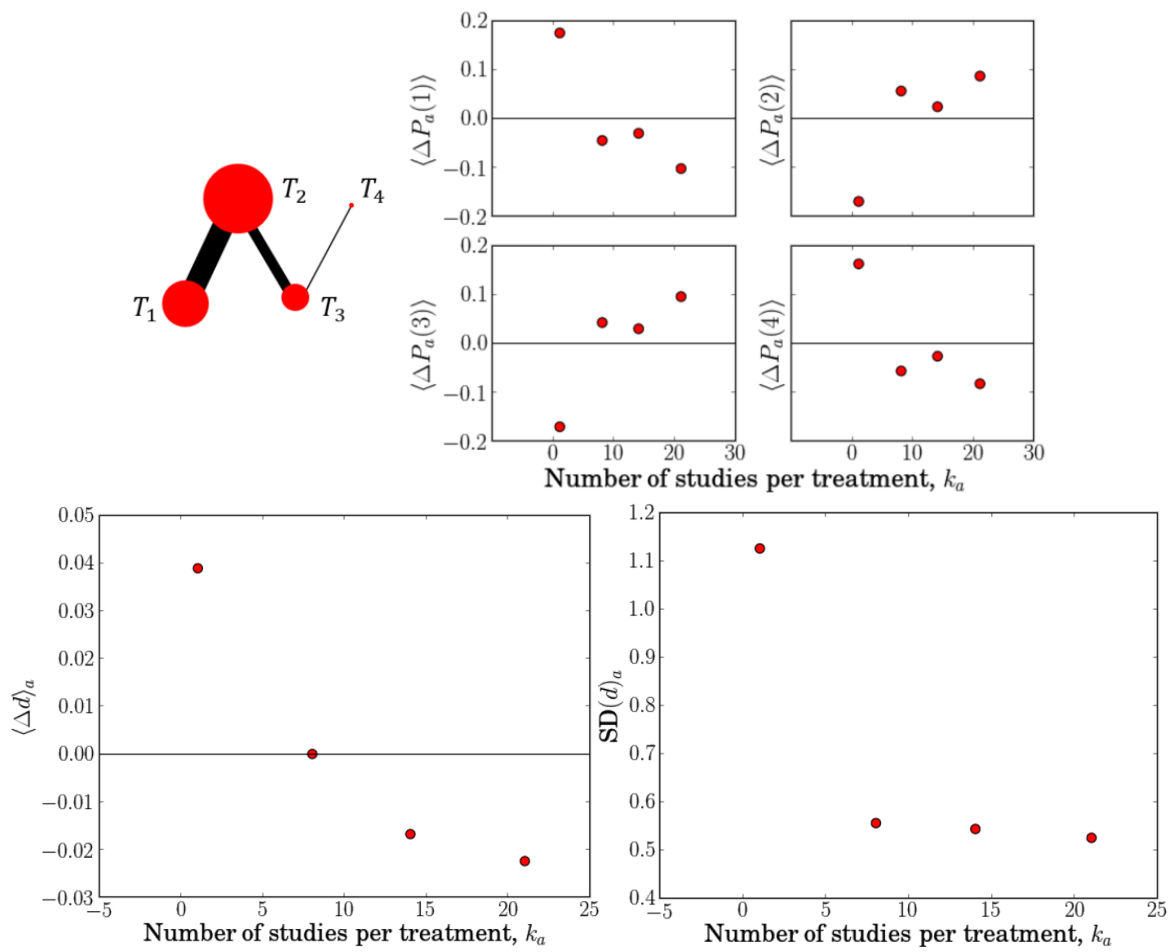 T₂
T₄
T₁
T₃
⟨ΔPₐ(1)⟩
0.2
0.1
0.0
−0.1
−0.2
⟨ΔPₐ(2)⟩
⟨ΔPₐ(3)⟩
0.2
0.1
0.0
−0.1
−0.2
0 10 20 30
⟨ΔPₐ(4)⟩
0 10 20 30
Number of studies per treatment, kₐ
⟨Δd⟩ₐ
0.05
0.04
0.03
0.02
0.01
0.00
−0.01
−0.02
−0.03
−5 0 5 10 15 20 25
Number of studies per treatment, kₐ
SD(d)ₐ
1.2
1.1
1.0
0.9
0.8
0.7
0.6
0.5
0.4
−5 0 5 10 15 20 25
Number of studies per treatment, kₐ